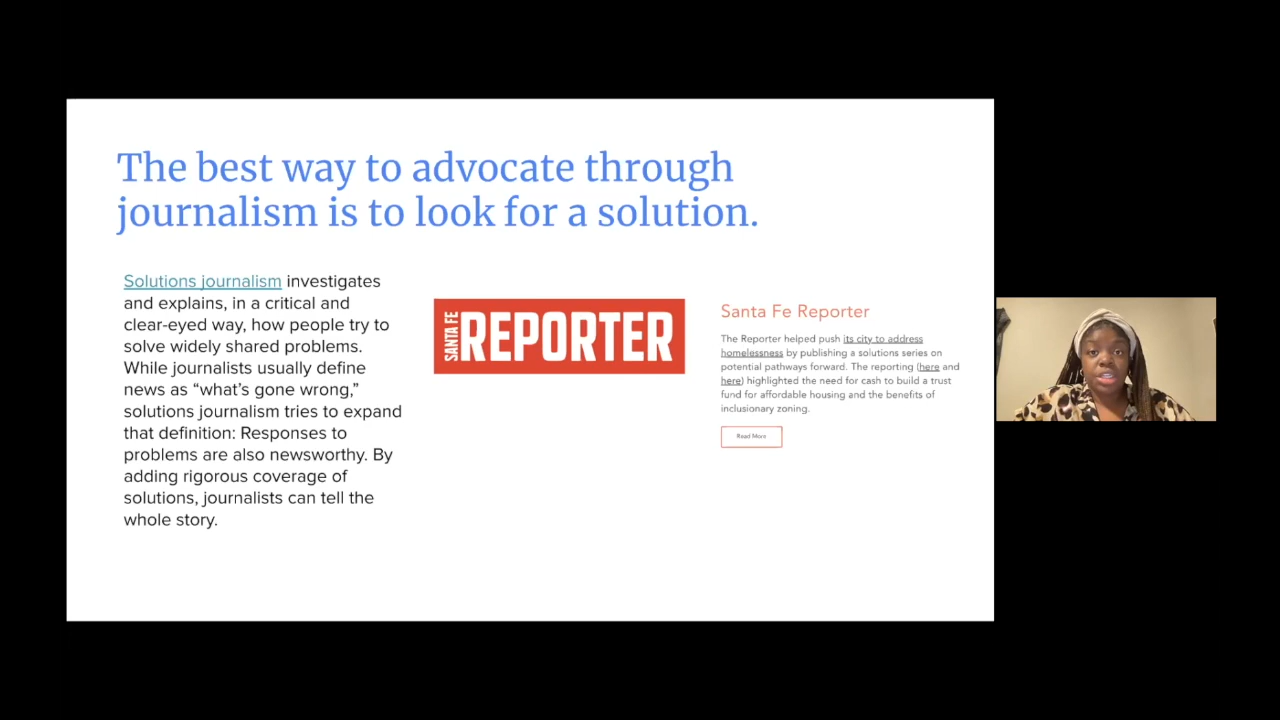 The best way to advocate through
journalism is to look for a solution.
Solutions journalism investigates
and explains, in a critical and
clear-eyed way, how people try to
solve widely shared problems.
While journalists usually define
news as “what’s gone wrong,”
solutions journalism tries to expand
that definition: Responses to
problems are also newsworthy. By
adding rigorous coverage of
solutions, journalists can tell the
whole story.
SANTA FE
REPORTER
Santa Fe Reporter
The Reporter helped push its city to address
homelessness by publishing a solutions series on
potential pathways forward. The reporting (here and
here) highlighted the need for cash to build a trust
fund for affordable housing and the benefits of
inclusionary zoning.
Read More